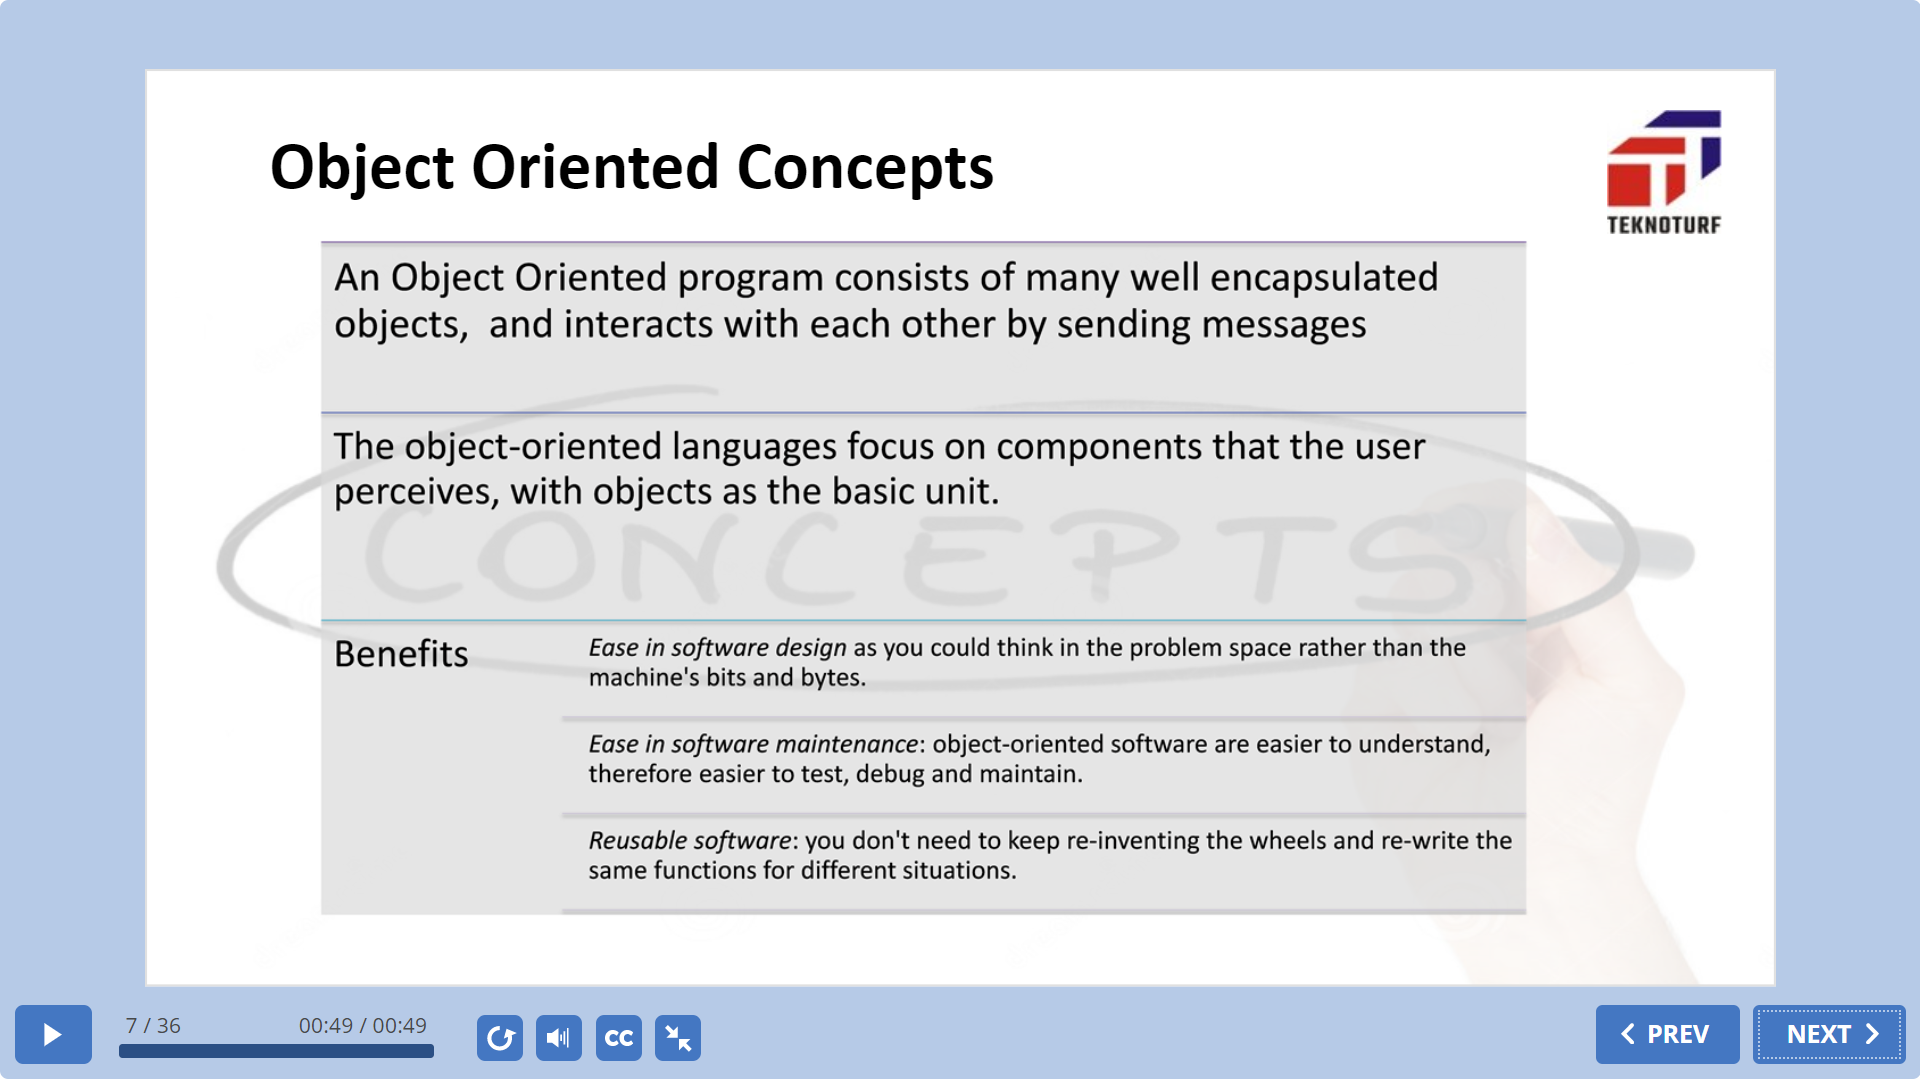 Object Oriented Concepts
TEKNOTURF
An Object Oriented program consists of many well encapsulated
objects,  and interacts with each other by sending messages
The object-oriented languages focus on components that the user
perceives, with objects as the basic unit.
CONCEPTS
Benefits
Ease in software design as you could think in the problem space rather than the
machine's bits and bytes.
Ease in software maintenance: object-oriented software are easier to understand,
therefore easier to test, debug and maintain.
Reusable software: you don't need to keep re-inventing the wheels and re-write the
same functions for different situations.
7 / 36
00:49 / 00:49
CC
PREV
NEXT